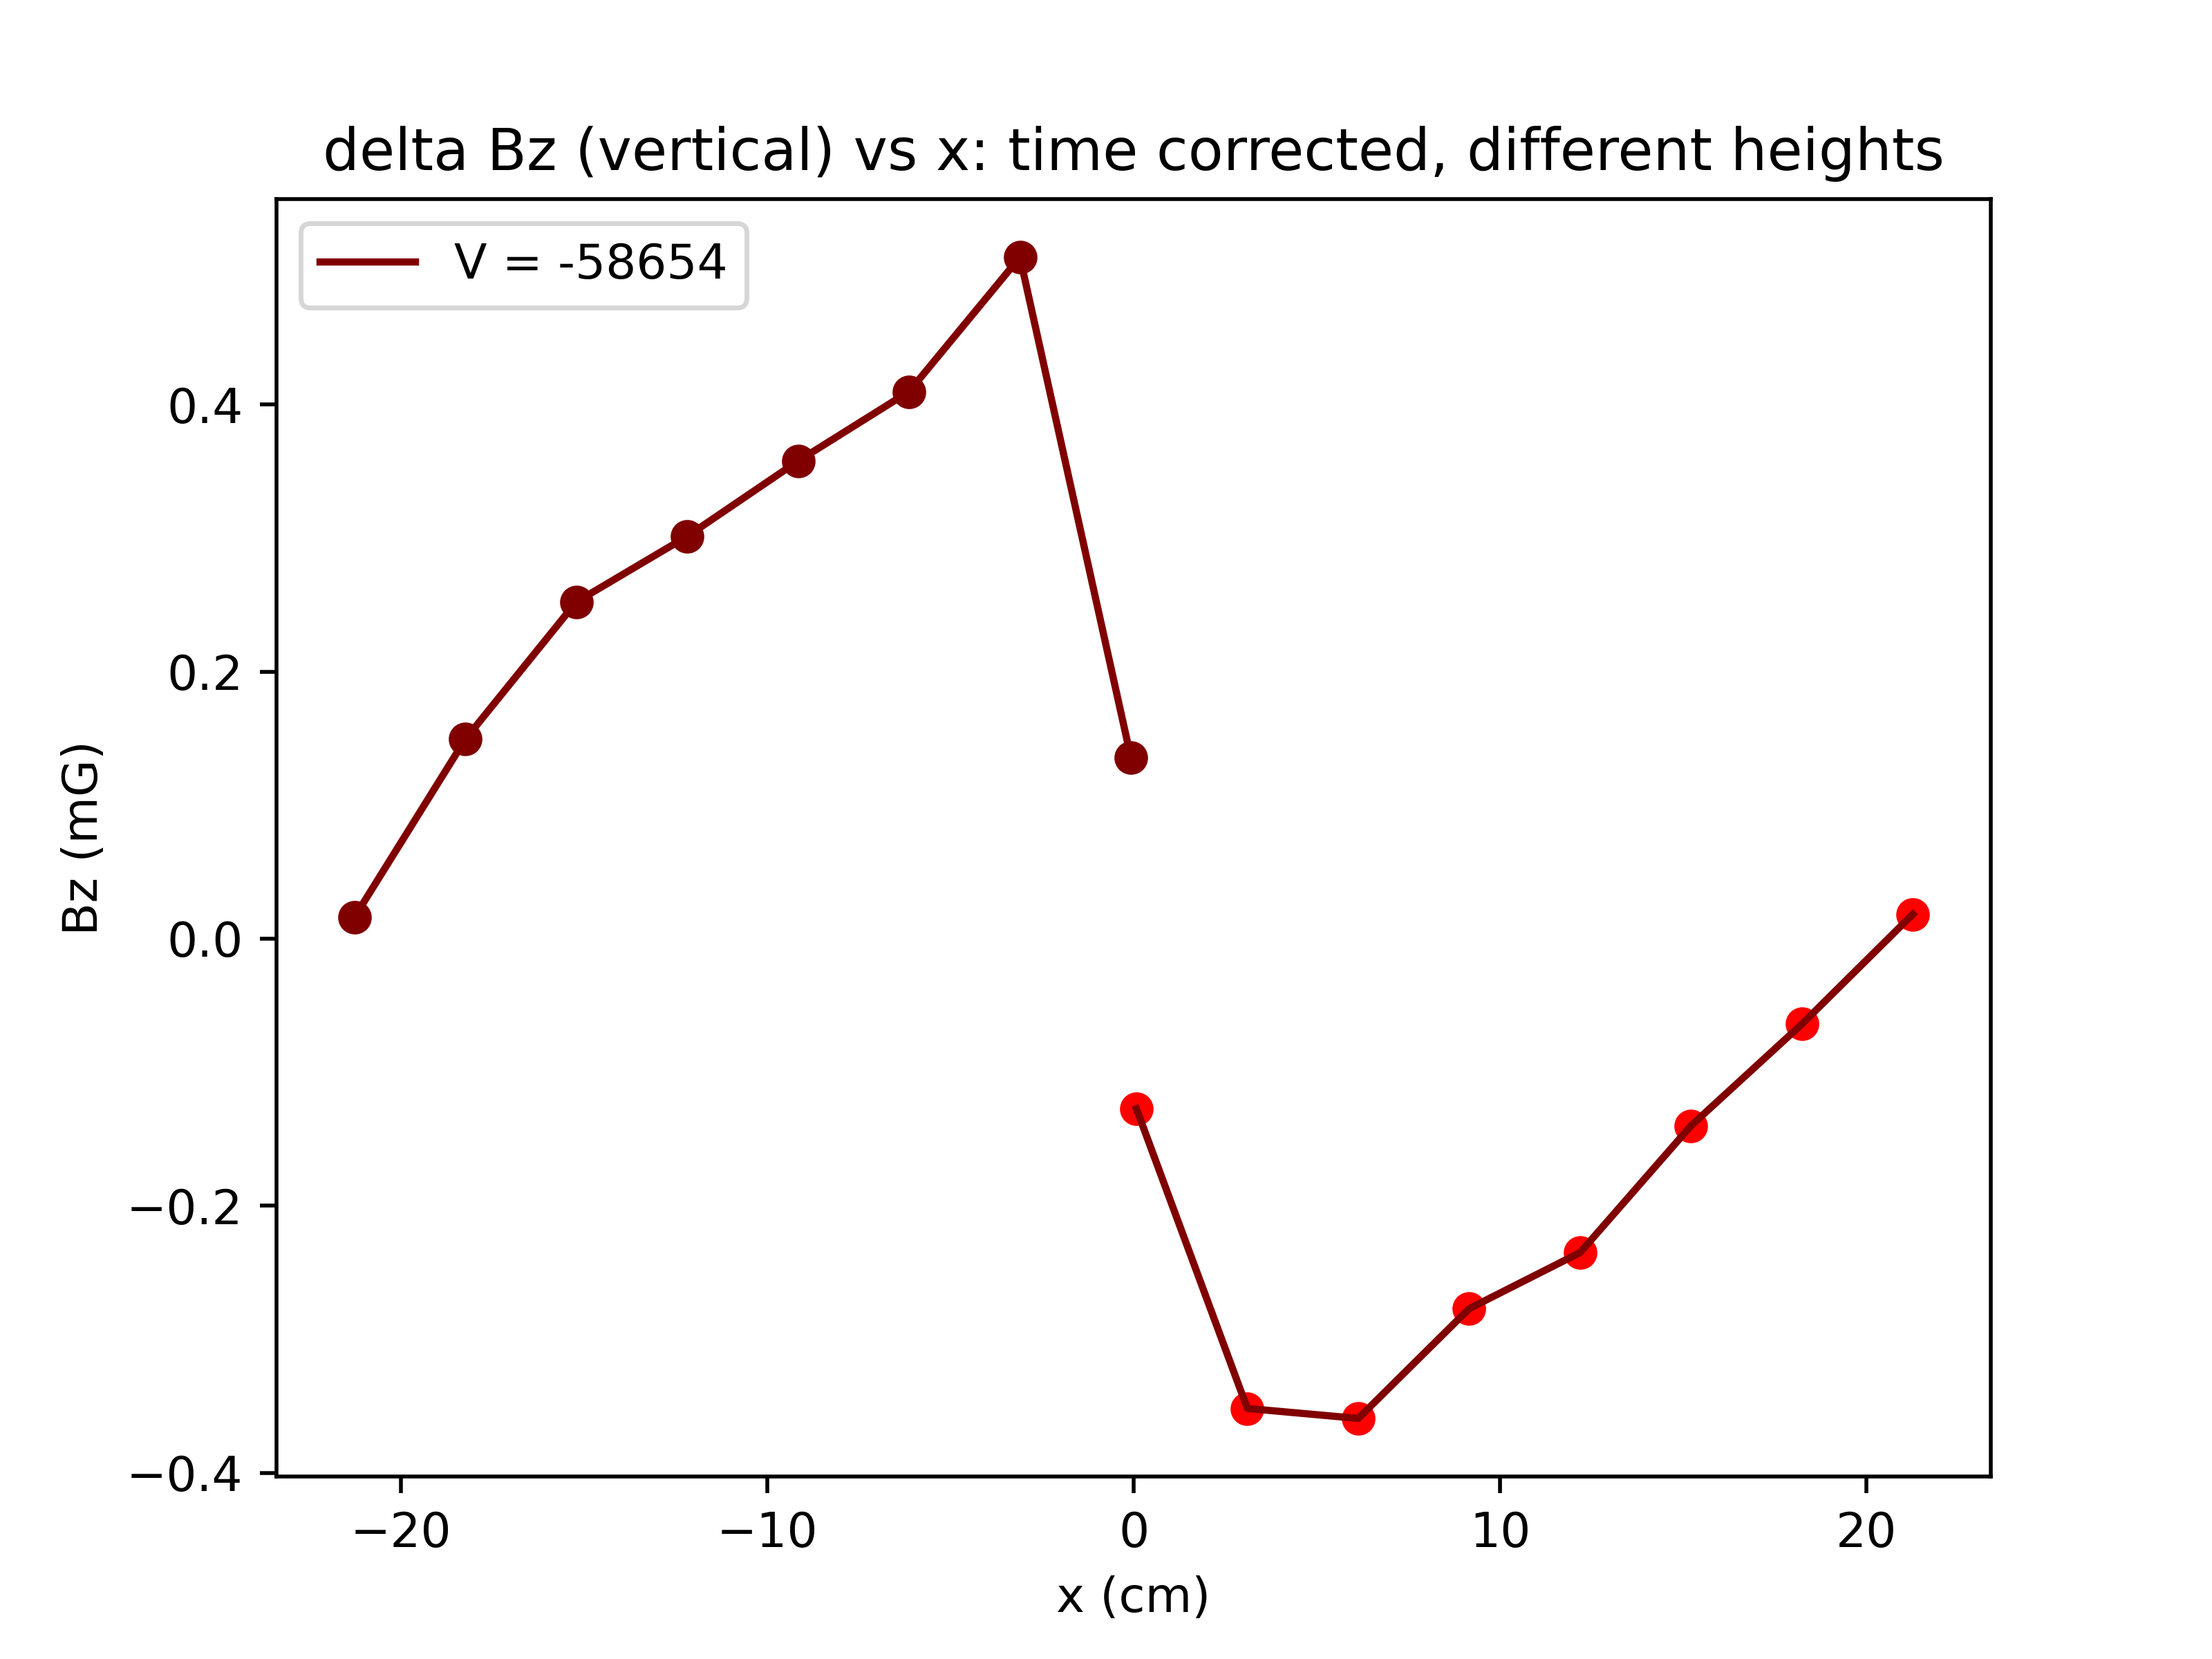 delta Bz (vertical) vs x: time corrected, different heights
V = -58654
0.4
0.2
0.0
−0.2
−0.4
Bz (mG)
−20 −10 0 10 20
x (cm)